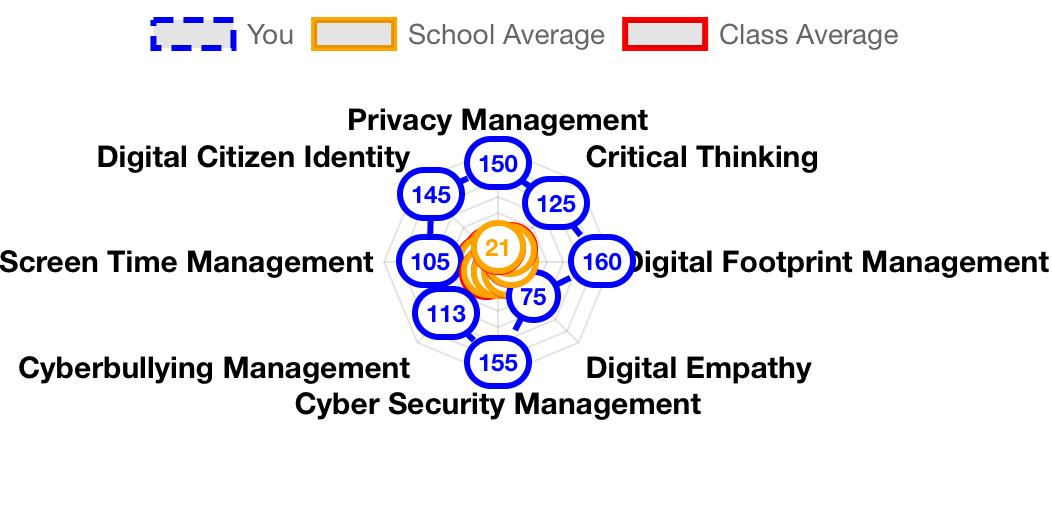 You School Average Class Average
Privacy Management
Digital Citizen Identity Critical Thinking
150
145 125
21
Screen Time Management 105 160 Digital Footprint Management
75
113
155
Cyberbullying Management Digital Empathy
Cyber Security Management